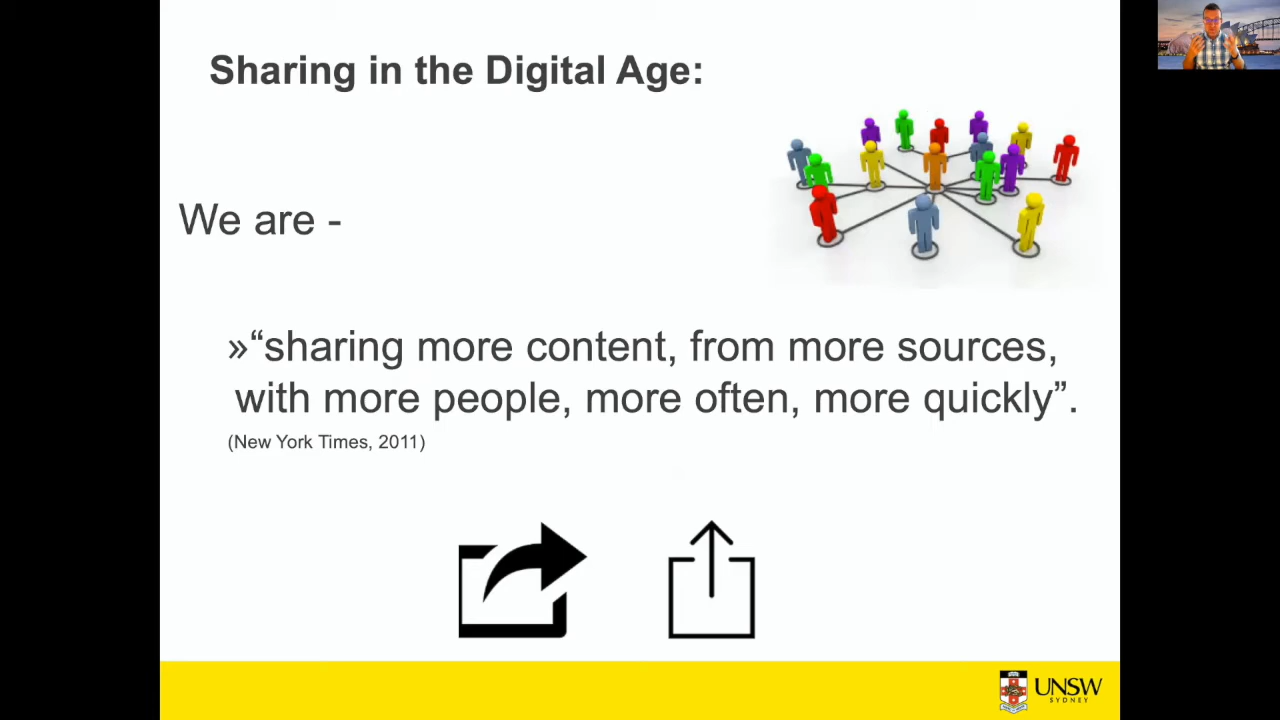 Sharing in the Digital Age:
We are -
»“sharing more content, from more sources,
with more people, more often, more quickly”.
(New York Times, 2011)
UNSW
SYDNEY